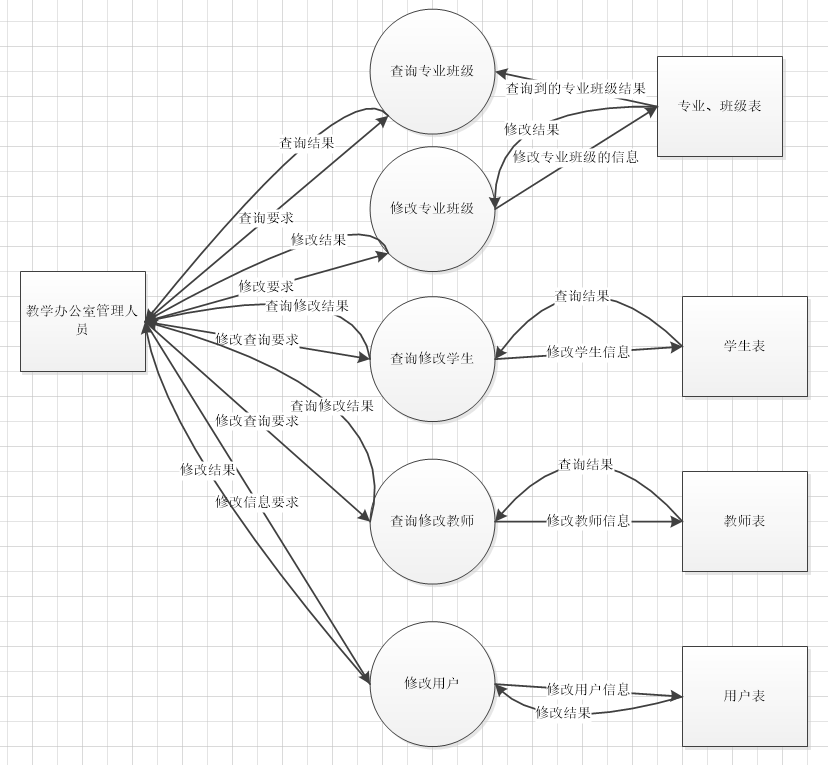 查询专业班级
查询到的专业班级结果
专业、班级表
修改结果
查询结果
修改专业班级的信息
修改专业班级
查询要求
修改结果
修改要求
查询结果
查询修改结果
教学办公室管理人
员
修改查询要求
查询修改学生
修改学生信息
学生表
查询修改结果
修改查询要求
查询结果
修改结果
修改信息要求
查询修改教师
修改教师信息
教师表
修改用户
修改用户信息
用户表
修改结果